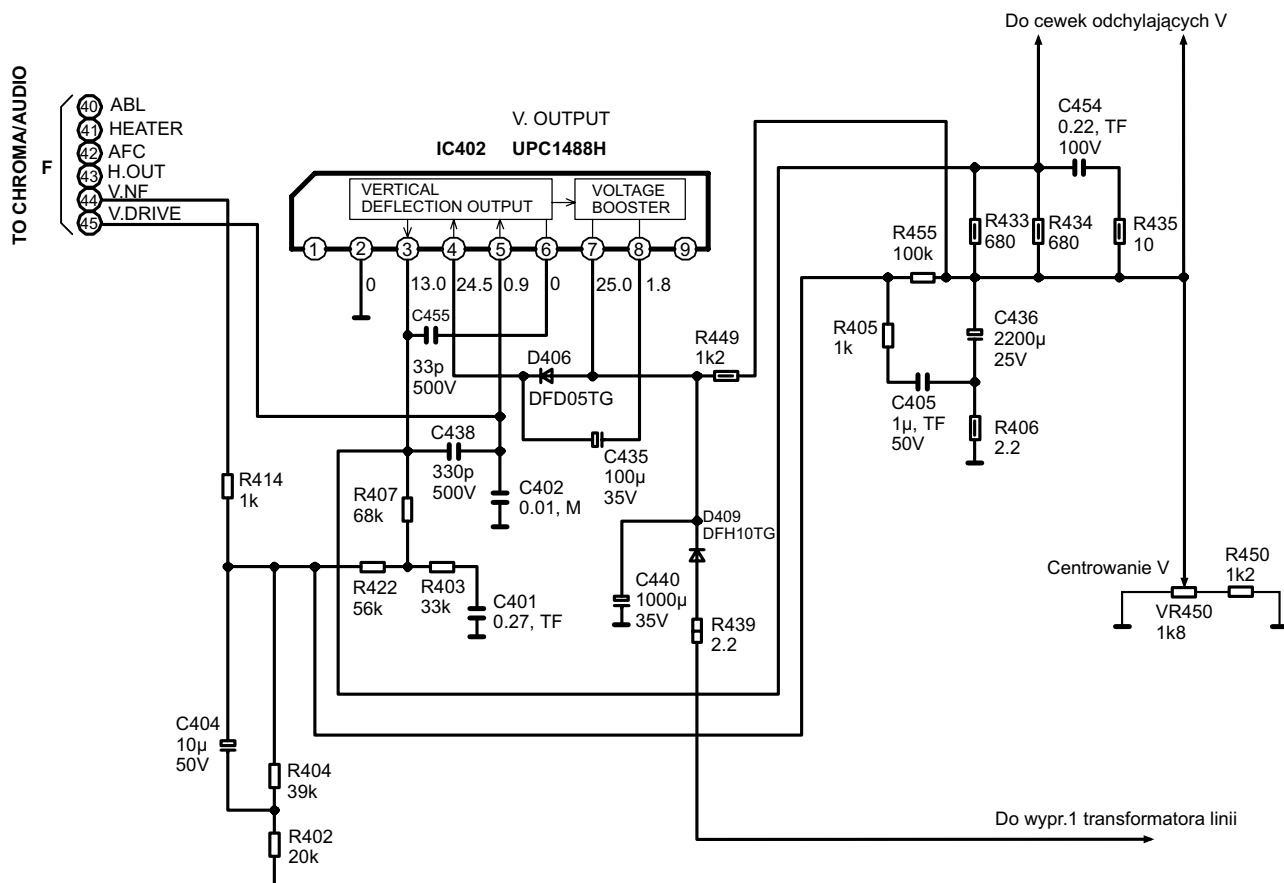 Do cewek odchylających V
TO CHROMA/AUDIO
F
40 ABL
41 HEATER
42 AFC
43 H.OUT
44 V.NF
45 V.DRIVE
V. OUTPUT
IC402 UPC1488H
VERTICAL
DEFLECTION OUTPUT
VOLTAGE
BOOSTER
1 2 3 4 5 6 7 8 9
0 13.0 24.5 0.9 0 25.0 1.8
C454
0.22, TF
100V
R433
680
R434
680
R435
10
R455
100k
C455
33p
500V
D406
DFD05TG
R449
1k2
R405
1k
C436
2200µ
25V
C405
1µ, TF
50V
R406
2.2
C438
330p
500V
C435
100µ
35V
R414
1k
R407
68k
C402
0.01, M
D409
DFH10TG
R422
56k
R403
33k
C401
0.27, TF
C440
1000µ
35V
R439
2.2
Centrowanie V
R450
1k2
VR450
1k8
C404
10µ
50V
R404
39k
R402
20k
Do wypr.1 transformatora linii